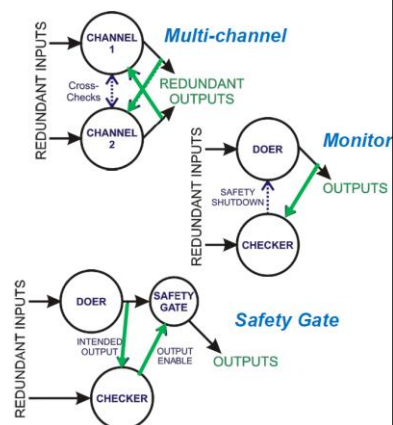 REDUNDANT INPUTS
CHANNEL
1
Multi-channel
Cross-
Checks
REDUNDANT
OUTPUTS
CHANNEL
2
REDUNDANT INPUTS
DOER
Monitor
SAFETY
SHUTDOWN
OUTPUTS
CHECKER
REDUNDANT INPUTS
DOER
SAFETY
GATE
Safety Gate
INTENDED
OUTPUT
OUTPUT
ENABLE
OUTPUTS
CHECKER